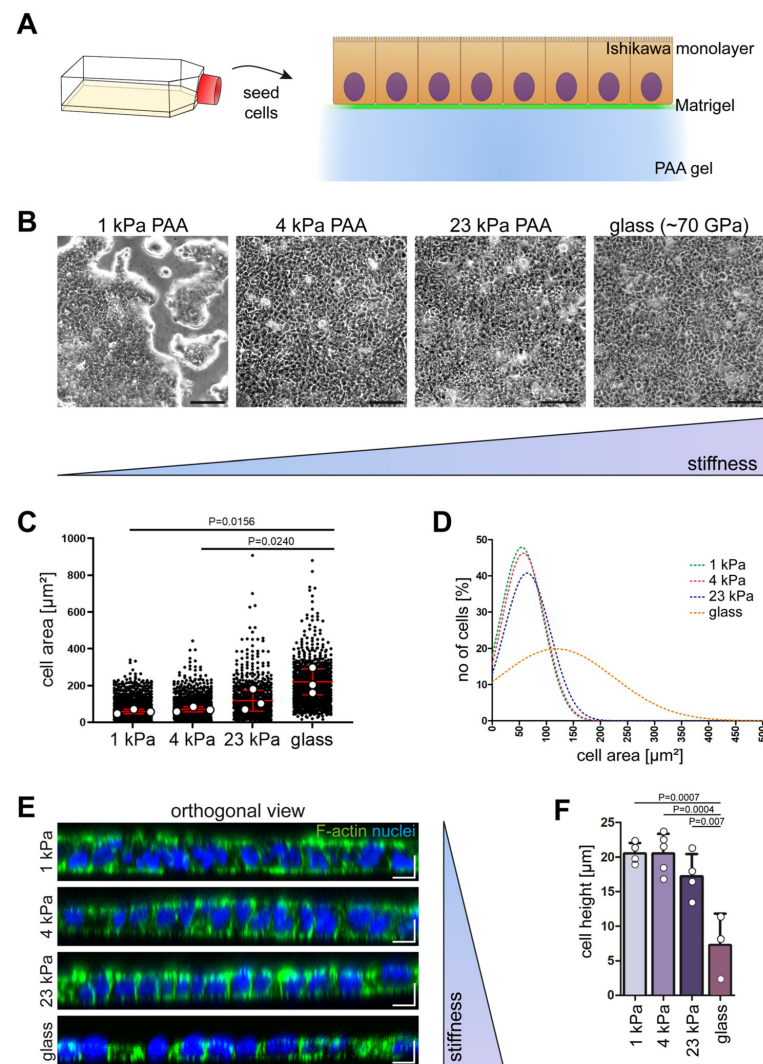 A
seed
cells
Ishikawa monolayer
Matrigel
PAA gel
B
1 kPa PAA
4 kPa PAA
23 kPa PAA
glass (~70 GPa)
stiffness
C
P=0.0156
P=0.0240
cell area [µm²]
1000
800
600
400
200
0
1 kPa
4 kPa
23 kPa
glass
D
no of cells [%]
50
40
30
20
10
0
0
50
100
150
200
250
300
350
400
450
500
cell area [µm²]
1 kPa
4 kPa
23 kPa
glass
E
orthogonal view
F-actin nuclei
1 kPa
4 kPa
23 kPa
glass
stiffness
F
P=0.0007
P=0.0004
P=0.007
cell height [µm]
25
20
15
10
5
0
1 kPa
4 kPa
23 kPa
glass